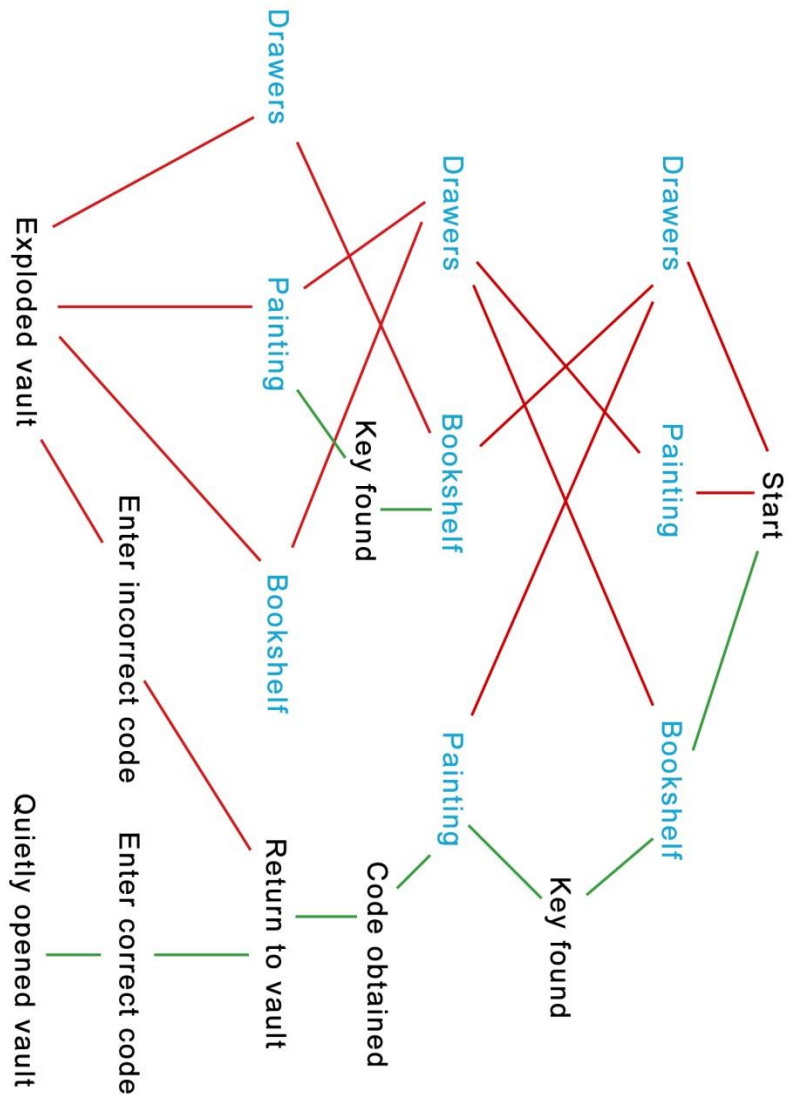 Start
Drawers
Painting
Bookshelf
Key found
Drawers
Bookshelf
Painting
Key found
Code obtained
Drawers
Painting
Bookshelf
Return to vault
Enter incorrect code
Enter correct code
Exploded vault
Quietly opened vault